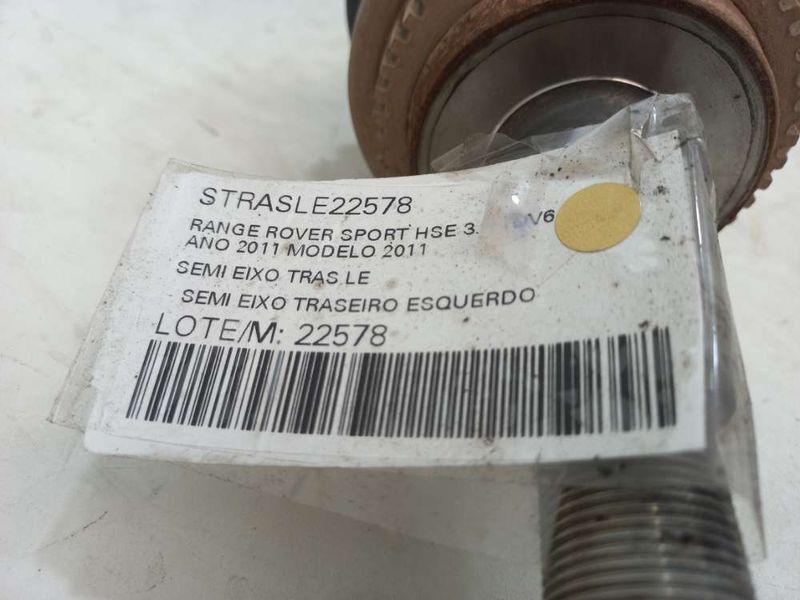 STRASLE22578
RANGE ROVER SPORT HSE 3. V6
ANO 2011 MODELO 2011
SEMI EIXO TRAS LE
SEMI EIXO TRASEIRO ESQUERDO
LOTE/M: 22578